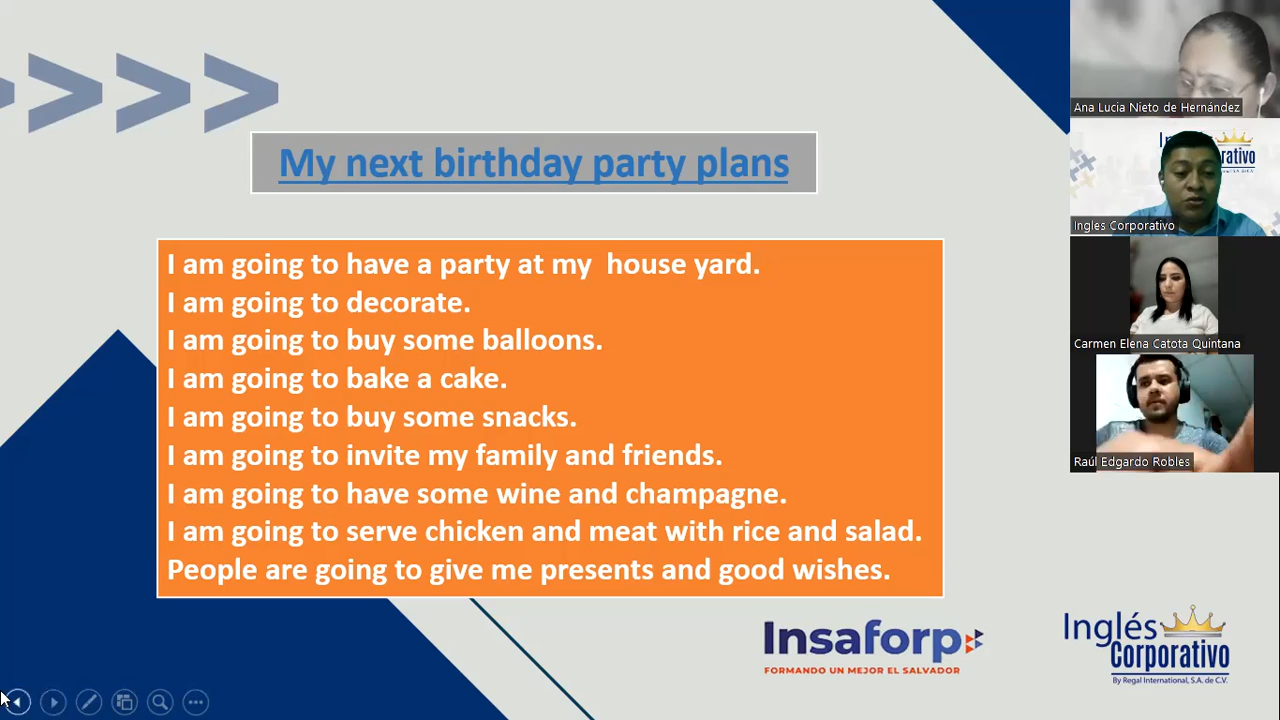 My next birthday party plans
I am going to have a party at my house yard.
I am going to decorate.
I am going to buy some balloons.
I am going to bake a cake.
I am going to buy some snacks.
I am going to invite my family and friends.
I am going to have some wine and champagne.
I am going to serve chicken and meat with rice and salad.
People are going to give me presents and good wishes.
Insaforp
FORMANDO UN MEJOR EL SALVADOR
Inglés
Corporativo
By Regal International, S.A. de C.V.
Ana Lucia Nieto de Hernández
Ingles Corporativo
Carmen Elena Catota Quintana
Raúl Edgardo Robles